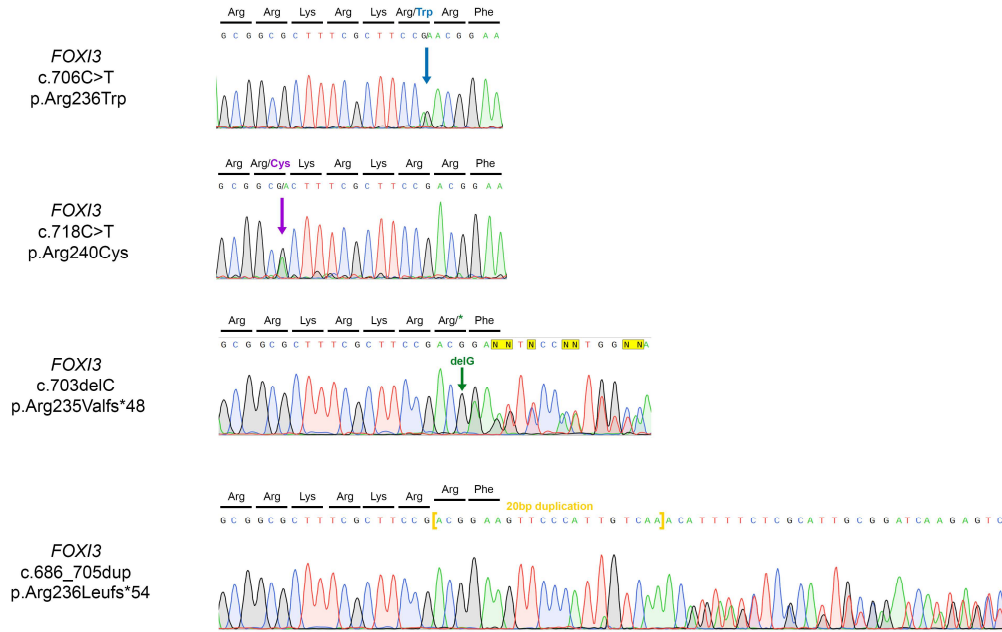 Arg Arg Lys Arg Lys Arg/Trp Arg Phe
G C G G C G C T T T C G C T T C C G/A A C G G A A
FOXI3
c.706C>T
p.Arg236Trp
Arg Arg/Cys Lys Arg Lys Arg Arg Phe
G C G G C G/A C T T T C G C T T C C G A C G G A A
FOXI3
c.718C>T
p.Arg240Cys
Arg Arg Lys Arg Lys Arg Arg/* Phe
G C G G C G C T T T C G C T T C C G A C G G A N N T N C C N N T G G N N A
delG
FOXI3
c.703delC
p.Arg235Valfs*48
Arg Arg Lys Arg Lys Arg Arg Phe
20bp duplication
G C G G C G C T T T C G C T T C C G [A C G G A A G T T C C C A T T G T C A A] A C A T T T T C T C G C A T T G C G G A T C A A G A G T C
FOXI3
c.686_705dup
p.Arg236Leufs*54